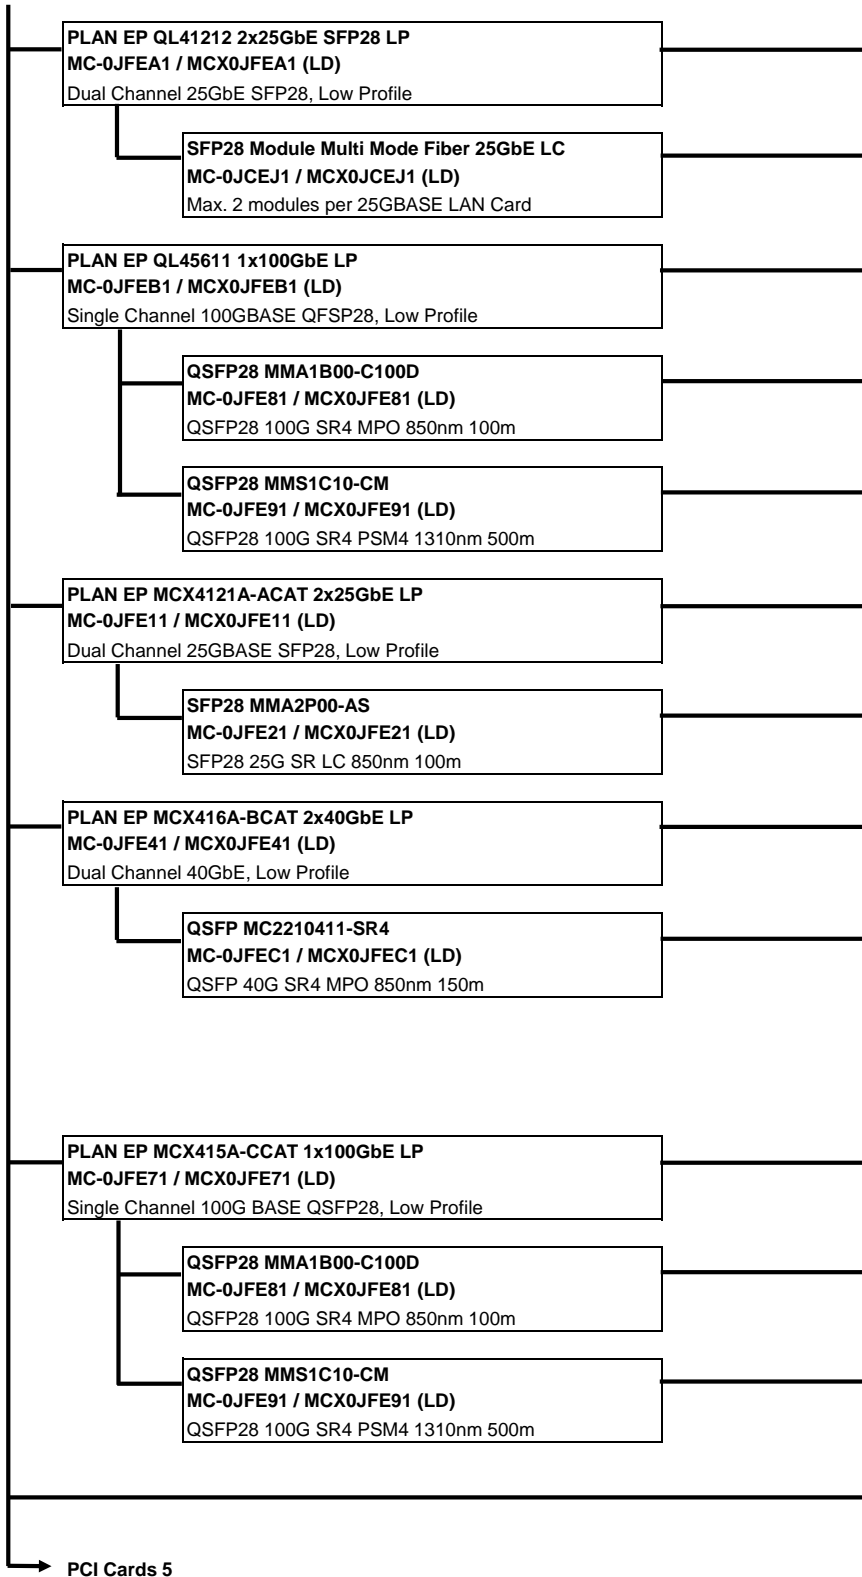 PLAN EP QL41212 2x25GbE SFP28 LP
MC-0JFEA1 / MCX0JFEA1 (LD)
Dual Channel 25GbE SFP28, Low Profile
SFP28 Module Multi Mode Fiber 25GbE LC
MC-0JCEJ1 / MCX0JCEJ1 (LD)
Max. 2 modules per 25GBASE LAN Card
PLAN EP QL45611 1x100GbE LP
MC-0JFEB1 / MCX0JFEB1 (LD)
Single Channel 100GBASE QFSP28, Low Profile
QSFP28 MMA1B00-C100D
MC-0JFE81 / MCX0JFE81 (LD)
QSFP28 100G SR4 MPO 850nm 100m
QSFP28 MMS1C10-CM
MC-0JFE91 / MCX0JFE91 (LD)
QSFP28 100G SR4 PSM4 1310nm 500m
PLAN EP MCX4121A-ACAT 2x25GbE LP
MC-0JFE11 / MCX0JFE11 (LD)
Dual Channel 25GBASE SFP28, Low Profile
SFP28 MMA2P00-AS
MC-0JFE21 / MCX0JFE21 (LD)
SFP28 25G SR LC 850nm 100m
PLAN EP MCX416A-BCAT 2x40GbE LP
MC-0JFE41 / MCX0JFE41 (LD)
Dual Channel 40GbE, Low Profile
QSFP MC2210411-SR4
MC-0JFEC1 / MCX0JFEC1 (LD)
QSFP 40G SR4 MPO 850nm 150m
PLAN EP MCX415A-CCAT 1x100GbE LP
MC-0JFE71 / MCX0JFE71 (LD)
Single Channel 100G BASE QSFP28, Low Profile
QSFP28 MMA1B00-C100D
MC-0JFE81 / MCX0JFE81 (LD)
QSFP28 100G SR4 MPO 850nm 100m
QSFP28 MMS1C10-CM
MC-0JFE91 / MCX0JFE91 (LD)
QSFP28 100G SR4 PSM4 1310nm 500m
PCI Cards 5